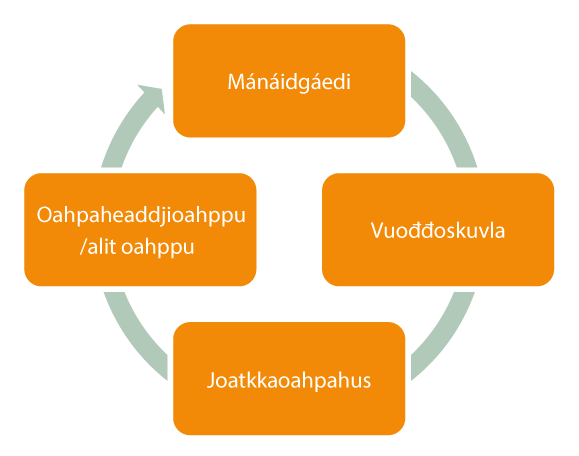 Mánáidgáedi
Vuođđoskuvla
Joatkkaoahpahus
Oahpaheaddjioahppu
/alit oahppu